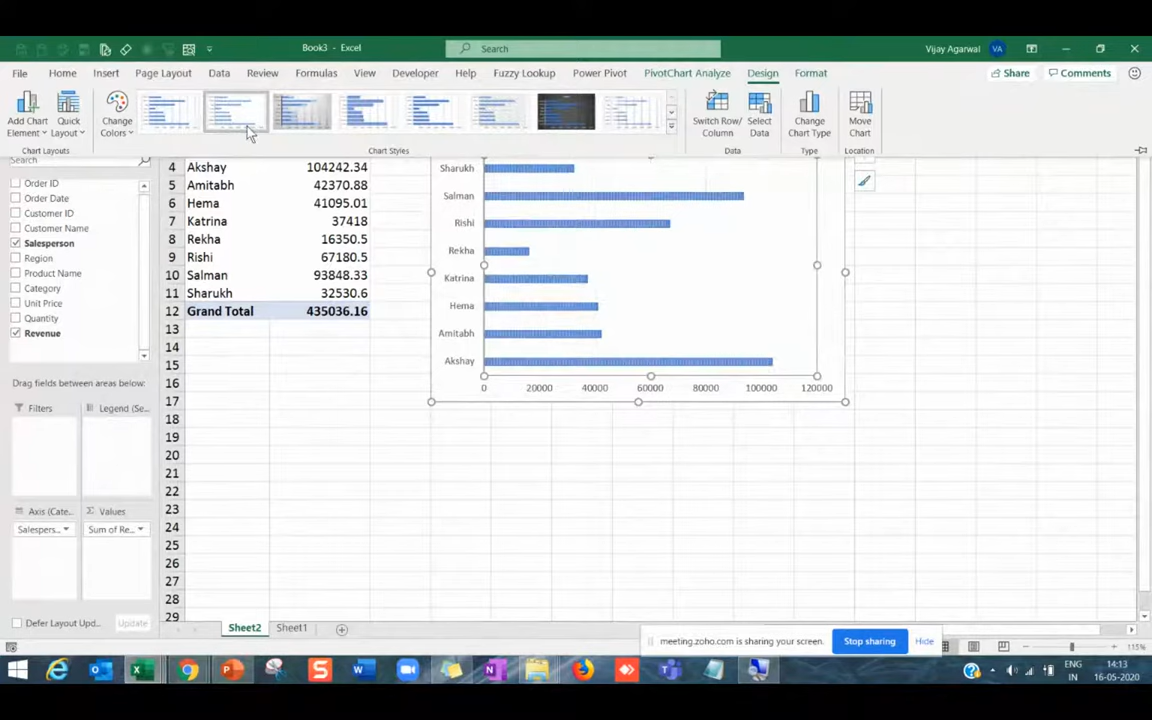 Book3 - Excel
Search
Vijay Agarwal VA
File Home Insert Page Layout Data Review Formulas View Developer Help Fuzzy Lookup Power Pivot PivotChart Analyze Design Format
Share Comments
Add Chart Element
Quick Layout
Change Colors
Switch Row/ Column
Select Data
Change Chart Type
Move Chart
Chart Layouts
Chart Styles
Data
Type
Location
Search
Order ID
Order Date
Customer ID
Customer Name
Salesperson
Region
Product Name
Category
Unit Price
Quantity
Revenue
Drag fields between areas below:
Filters
Legend (Se...
Axis (Cate...
Values
Salespers...
Sum of Re...
Defer Layout Upd...
Update
4 Akshay 104242.34
5 Amitabh 42370.88
6 Hema 41095.01
7 Katrina 37418
8 Rekha 16350.5
9 Rishi 67180.5
10 Salman 93848.33
11 Sharukh 32530.6
12 Grand Total 435036.16
13
14
15
16
17
18
19
20
21
22
23
24
25
26
27
28
29
Sharukh
Salman
Rishi
Rekha
Katrina
Hema
Amitabh
Akshay
0 20000 40000 60000 80000 100000 120000
Sheet2 Sheet1
meeting.zoho.com is sharing your screen. Stop sharing Hide
115%
ENG
IN
14:13
16-05-2020